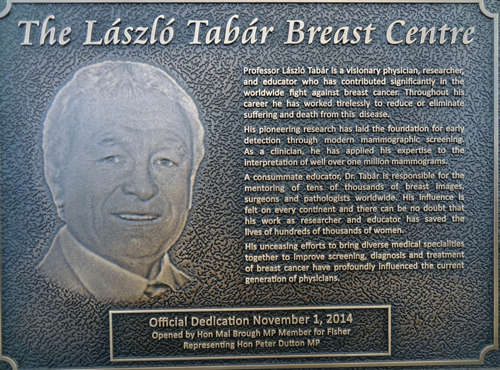 The László Tabár Breast Centre
Professor László Tabár is a visionary physician, researcher,
and educator who has contributed significantly in the
worldwide fight against breast cancer. Throughout his
career he has worked tirelessly to reduce or eliminate
suffering and death from this disease.
His pioneering research has laid the foundation for early
detection through modern mammographic screening.
As a clinician, he has applied his expertise to the
interpretation of well over one million mammograms.
A consummate educator, Dr. Tabár is responsible for the
mentoring of tens of thousands of breast images,
surgeons and pathologists worldwide. His influence is
felt on every continent and there can be no doubt that
his work as researcher and educator has saved the
lives of hundreds of thousands of women.
His unceasing efforts to bring diverse medical specialities
together to improve screening, diagnosis and treatment
of breast cancer have profoundly influenced the current
generation of physicians.
Official Dedication November 1, 2014
Opened by Hon Mal Brough MP Member for Fisher
Representing Hon Peter Dutton MP